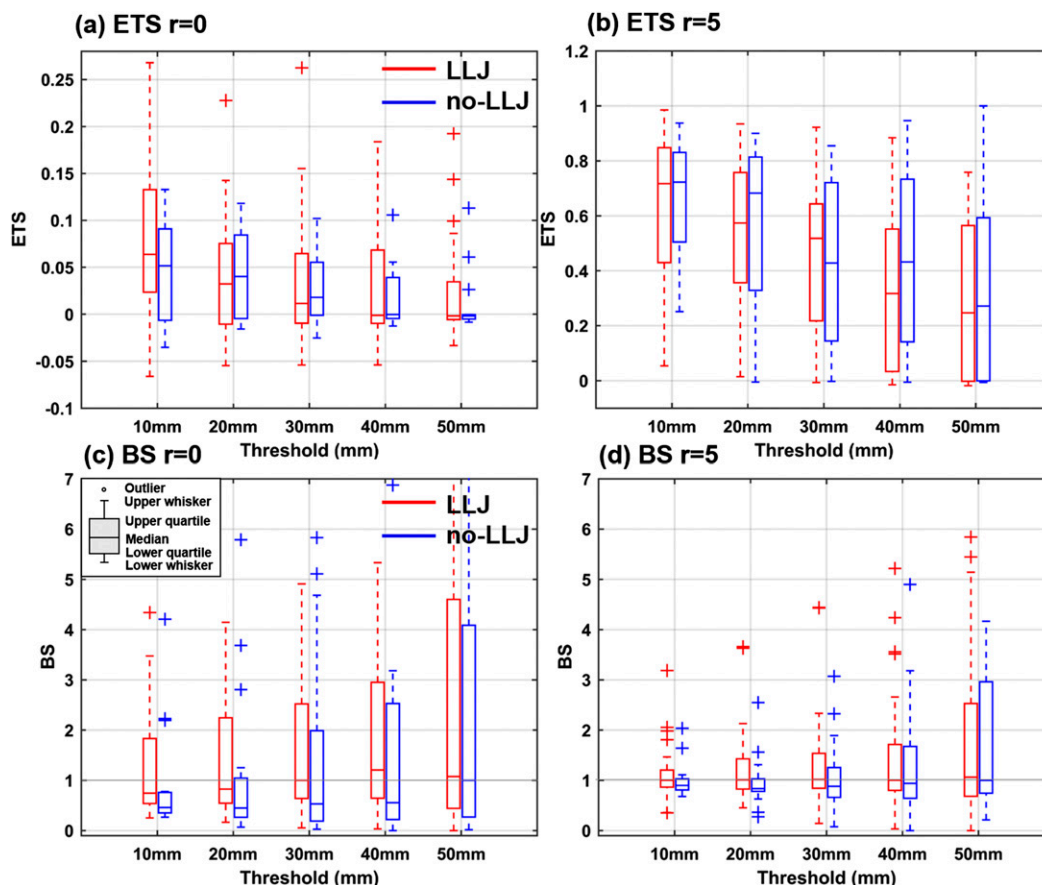 (a) ETS r=0
LLJ
no-LLJ
0.25
0.2
0.15
0.1
0.05
0
-0.05
-0.1
ETS
10mm 20mm 30mm 40mm 50mm
Threshold (mm)
(b) ETS r=5
1.2
1
0.8
0.6
0.4
0.2
0
ETS
10mm 20mm 30mm 40mm 50mm
Threshold (mm)
(c) BS r=0
Outlier
Upper whisker
Upper quartile
Median
Lower quartile
Lower whisker
LLJ
no-LLJ
7
6
5
4
3
2
1
0
BS
10mm 20mm 30mm 40mm 50mm
Threshold (mm)
(d) BS r=5
7
6
5
4
3
2
1
0
BS
10mm 20mm 30mm 40mm 50mm
Threshold (mm)